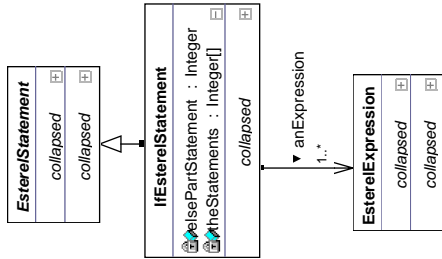 EsterelStatement
collapsed
collapsed
IfEsterelStatement
elsePartStatement : Integer
theStatements : Integer[]
collapsed
anExpression
1..*
EsterelExpression
collapsed
collapsed